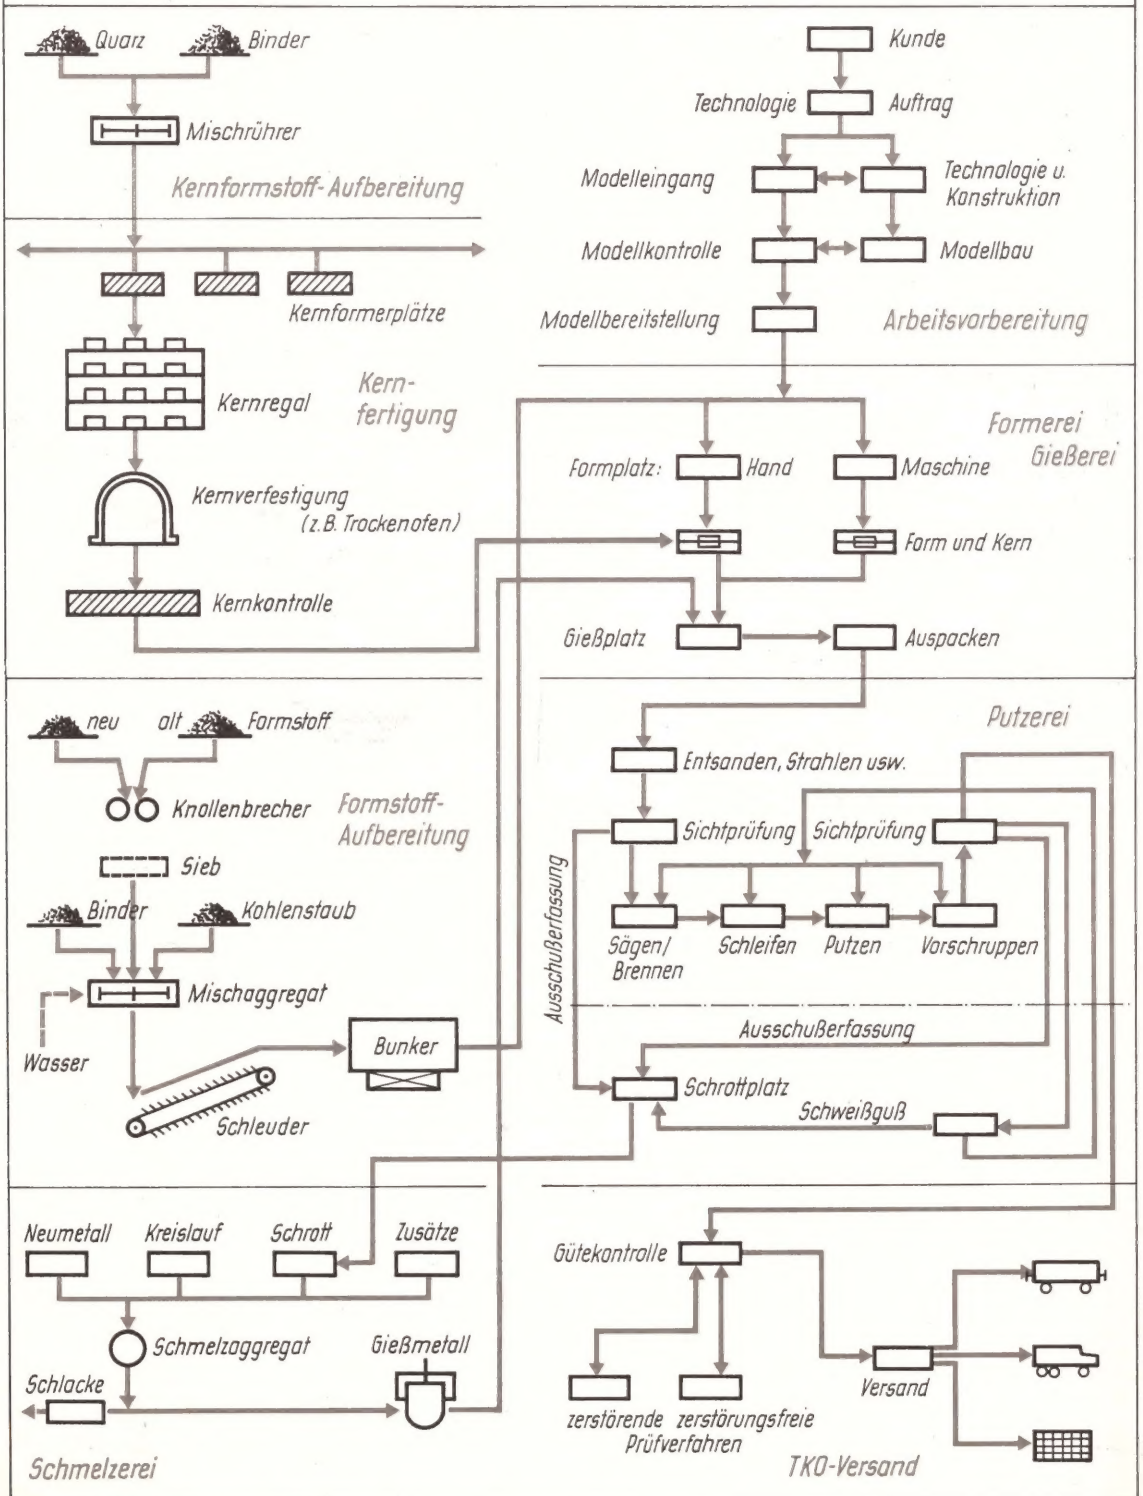 Quarz
Binder
Mischrührer
Kernformstoff-Aufbereitung
Kernformerplätze
Kernregal
Kern-
fertigung
Kernverfestigung
(z.B. Trockenofen)
Kernkontrolle
Kunde
Technologie
Auftrag
Modelleingang
Technologie u.
Konstruktion
Modellkontrolle
Modellbau
Modellbereitstellung
Arbeitsvorbereitung
Formerei
Gießerei
Formplatz:
Hand
Maschine
Form und Kern
Gießplatz
Auspacken
neu
alt
Formstoff
Knollenbrecher
Formstoff-
Aufbereitung
Sieb
Binder
Kohlenstaub
Mischaggregat
Wasser
Bunker
Schleuder
Putzerei
Entsanden, Strahlen usw.
Sichtprüfung
Sichtprüfung
Ausschußerfassung
Sägen/
Brennen
Schleifen
Putzen
Vorschruppen
Ausschußerfassung
Schrottplatz
Schweißguß
Neumetall
Kreislauf
Schrott
Zusätze
Schmelzaggregat
Gießmetall
Schlacke
Schmelzerei
Gütekontrolle
Versand
zerstörende
zerstörungsfreie
Prüfverfahren
TKO-Versand